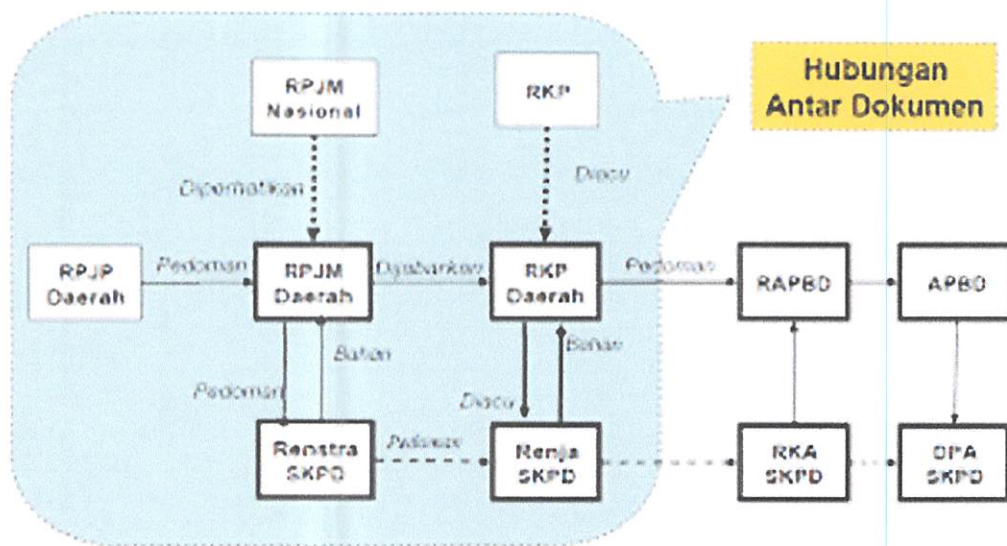 RPJM
Nasional
RKP
Hubungan
Antar Dokumen
Diperhatikan
Diacu
RPJP
Daerah
Pedoman
RPJM
Daerah
Dijabarkan
RKP
Daerah
Pedoman
RAPBD
APBD
Pedoman
Bahan
Diacu
Bahan
Renstra
SKPD
Pedoman
Renja
SKPD
RKA
SKPD
DPA
SKPD